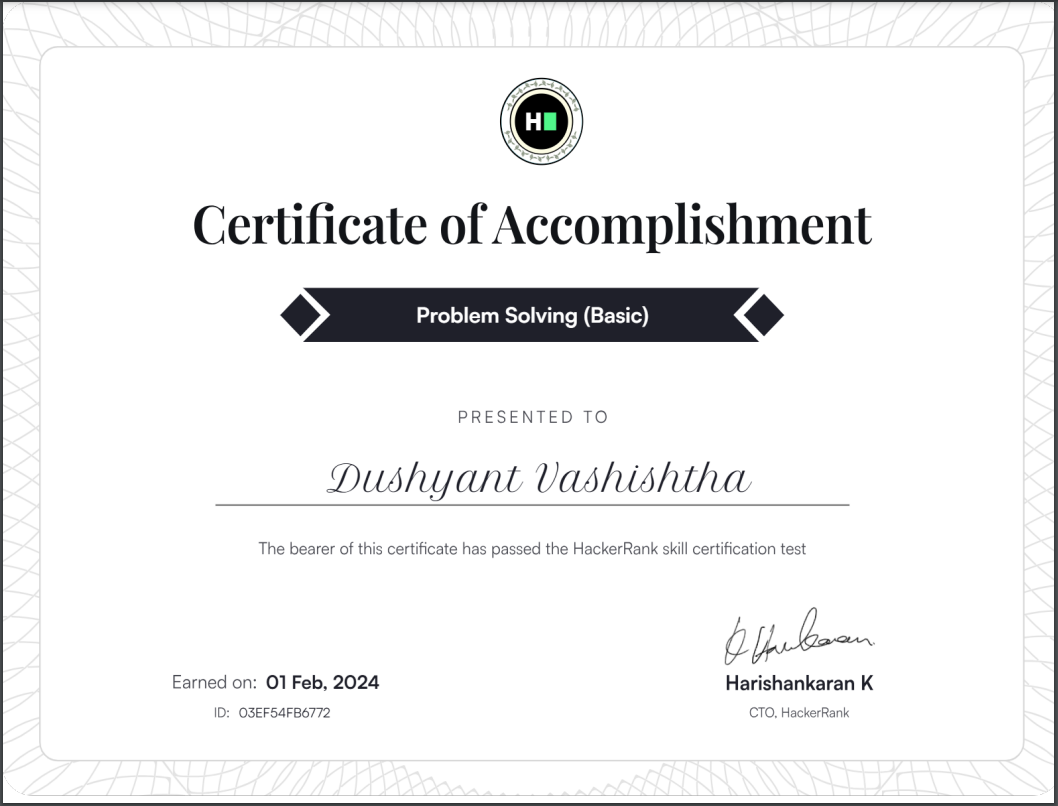 H
Certificate of Accomplishment
Problem Solving (Basic)
PRESENTED TO
Dushyant Vashishtha
The bearer of this certificate has passed the HackerRank skill certification test
Earned on: 01 Feb, 2024
ID: 03EF54FB6772
Harishankaran K
CTO, HackerRank